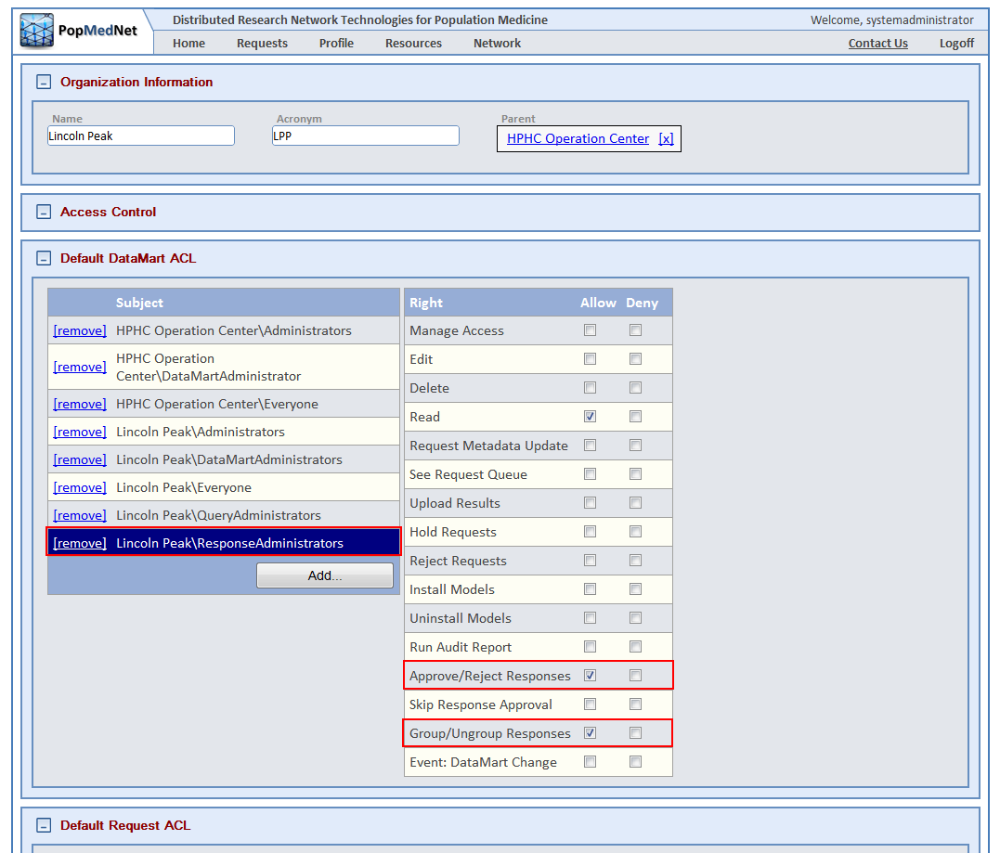 PopMedNet
Distributed Research Network Technologies for Population Medicine
Welcome, systemadministrator
Home Requests Profile Resources Network Contact Us Logoff
Organization Information
Name Acronym Parent
Lincoln Peak LPP HPHC Operation Center [x]
Access Control
Default DataMart ACL
Subject
[remove] HPHC Operation Center\Administrators
[remove] HPHC Operation
Center\DataMartAdministrator
[remove] HPHC Operation Center\Everyone
[remove] Lincoln Peak\Administrators
[remove] Lincoln Peak\DataMartAdministrators
[remove] Lincoln Peak\Everyone
[remove] Lincoln Peak\QueryAdministrators
[remove] Lincoln Peak\ResponseAdministrators
Add...
Right Allow Deny
Manage Access
Edit
Delete
Read
Request Metadata Update
See Request Queue
Upload Results
Hold Requests
Reject Requests
Install Models
Uninstall Models
Run Audit Report
Approve/Reject Responses
Skip Response Approval
Group/Ungroup Responses
Event: DataMart Change
Default Request ACL